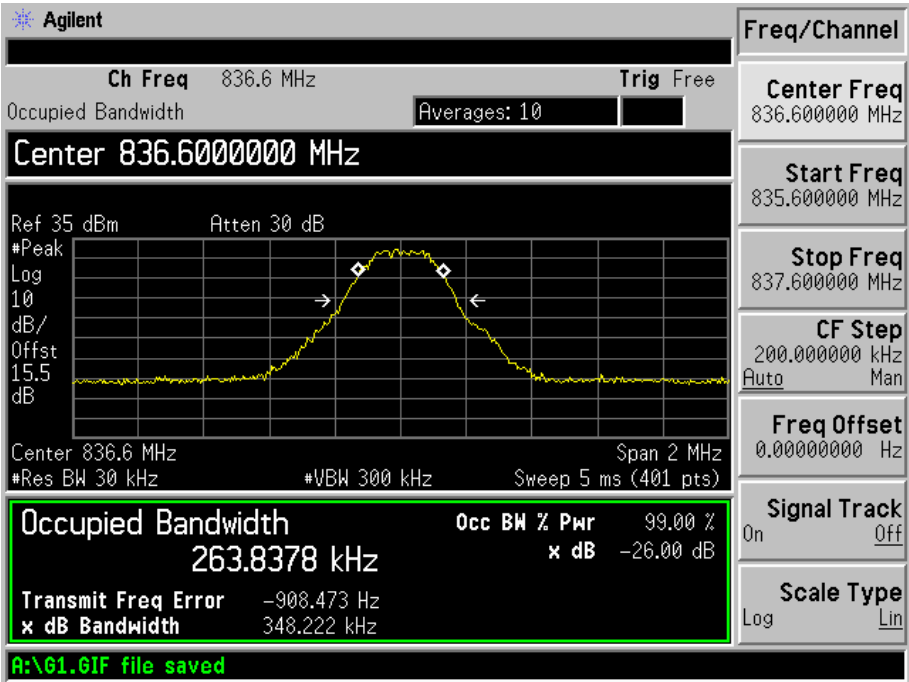 Agilent
Freq/Channel
Ch Freq 836.6 MHz Trig Free
Occupied Bandwidth Averages: 10
Center 836.6000000 MHz
Ref 35 dBm Atten 30 dB
#Peak
Log
10
dB/
Offst
15.5
dB
Center 836.6 MHz Span 2 MHz
#Res BW 30 kHz #VBW 300 kHz Sweep 5 ms (401 pts)
Occupied Bandwidth Occ BW % Pwr 99.00 %
263.8378 kHz x dB -26.00 dB
Transmit Freq Error -908.473 Hz
x dB Bandwidth 348.222 kHz
A:\G1.GIF file saved
Center Freq
836.600000 MHz
Start Freq
835.600000 MHz
Stop Freq
837.600000 MHz
CF Step
200.000000 kHz
Auto Man
Freq Offset
0.00000000 Hz
Signal Track
On Off
Scale Type
Log Lin